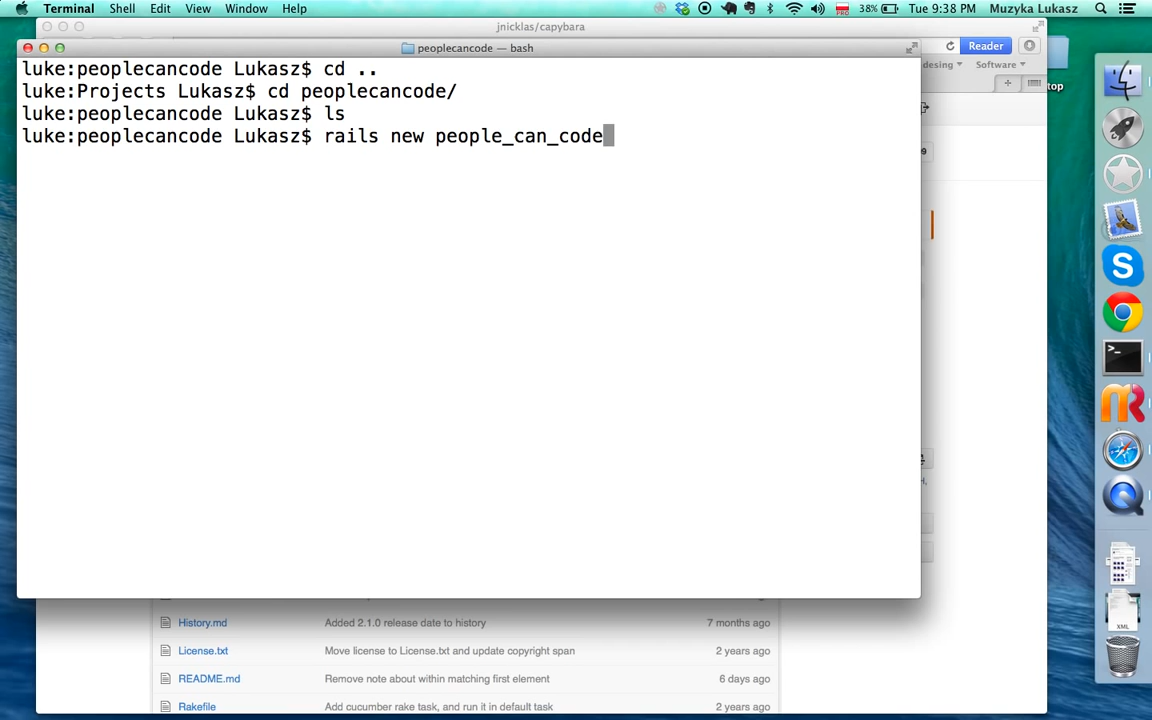 Terminal Shell Edit View Window Help 38% Tue 9:38 PM Muzyka Lukasz
jnicklas/capybara
peoplecancode — bash
Reader
desing Software
top
luke:peoplecancode Lukasz$ cd ..
luke:Projects Lukasz$ cd peoplecancode/
luke:peoplecancode Lukasz$ ls
luke:peoplecancode Lukasz$ rails new people_can_code
History.md Added 2.1.0 release date to history 7 months ago
License.txt Move license to License.txt and update copyright span 2 years ago
README.md Remove note about within matching first element 6 days ago
Rakefile Add cucumber rake task, and run it in default task 2 years ago
XML